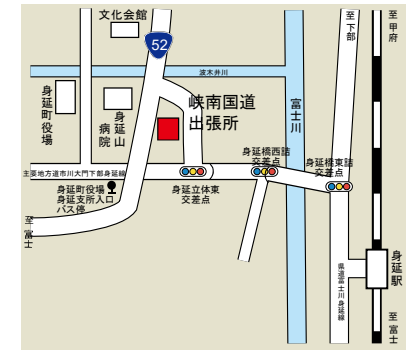 文化会館
至下部
至甲府
52
波木井川
身延町役場
身延山
病院
峡南国道
出張所
富士川
身延橋西詰
交差点
身延橋東詰
交差点
主要地方道市川大門下部身延線
身延町役場
身延支所入口
バス停
身延立体東
交差点
至富士
県道富士川身延線
身延駅
至富士